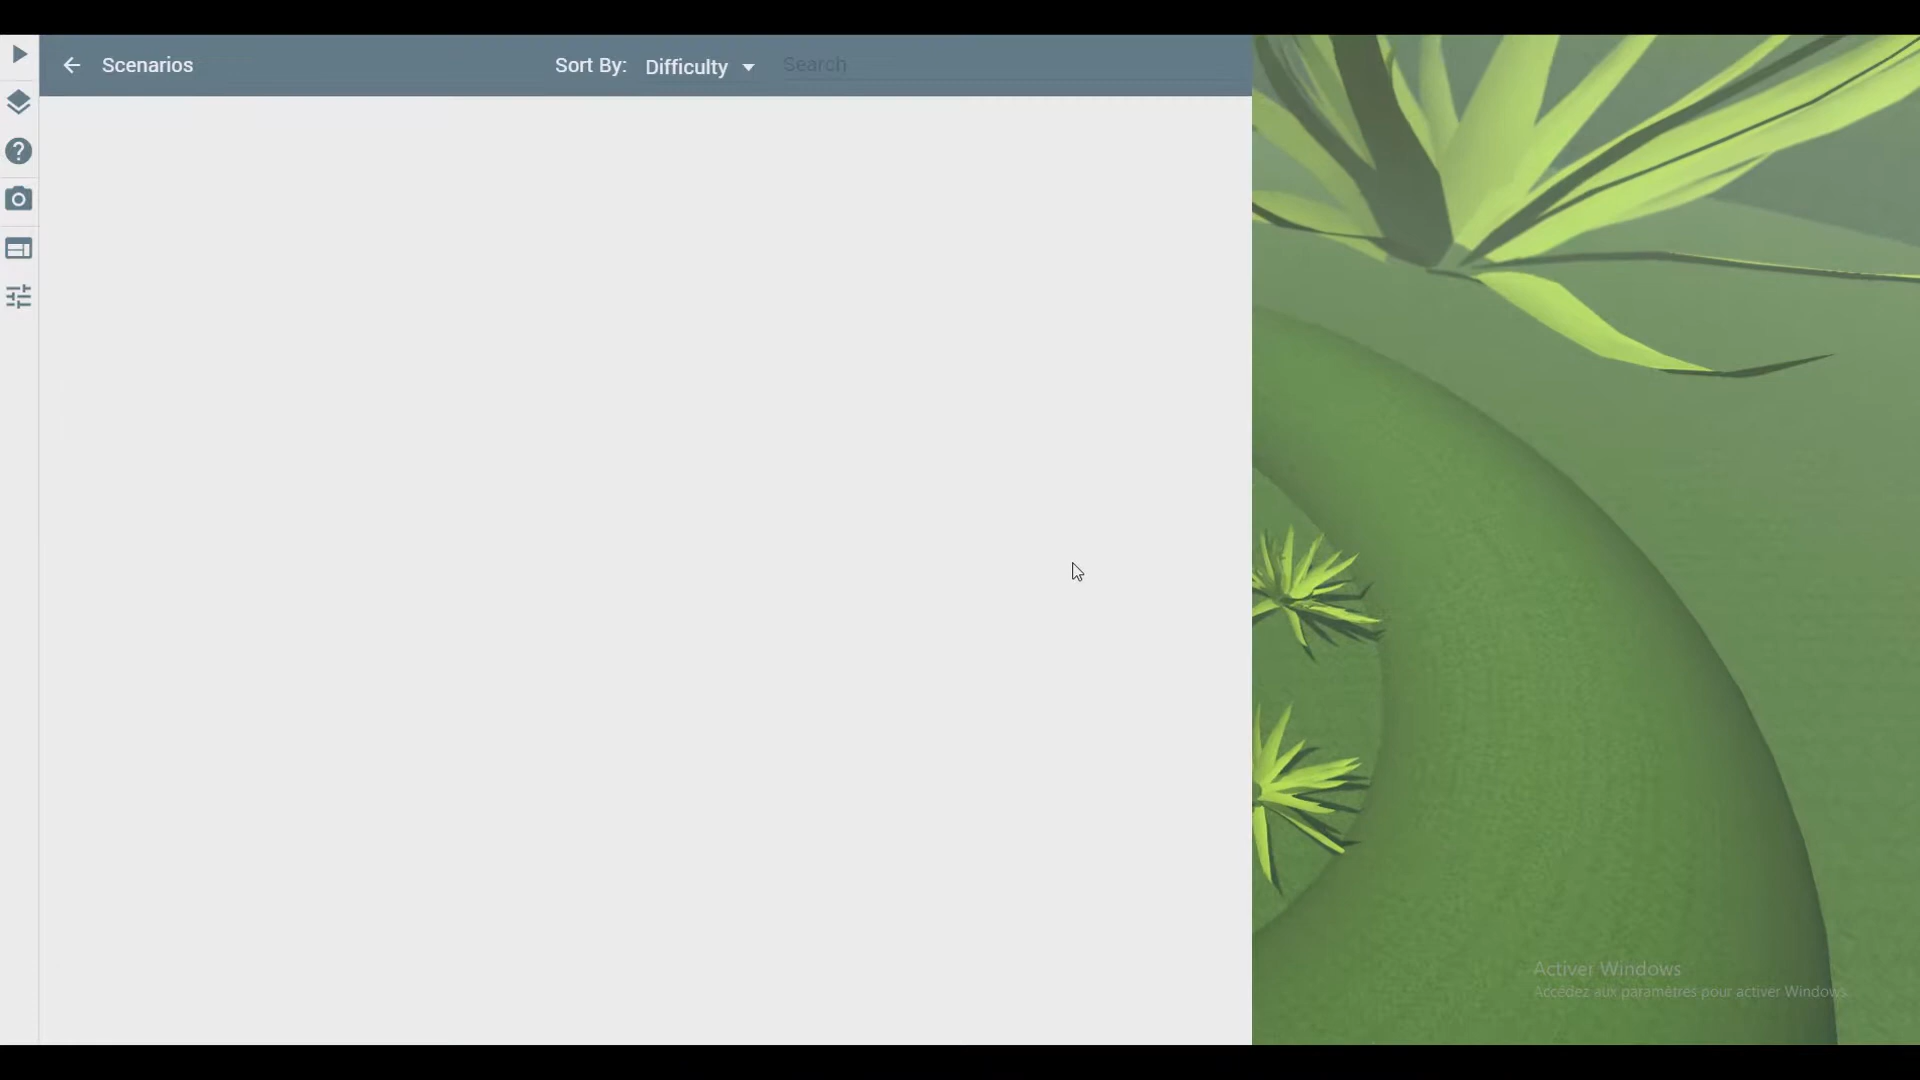 Scenarios
Sort By: Difficulty
Search
Activer Windows
Accédez aux paramètres pour activer Windows.